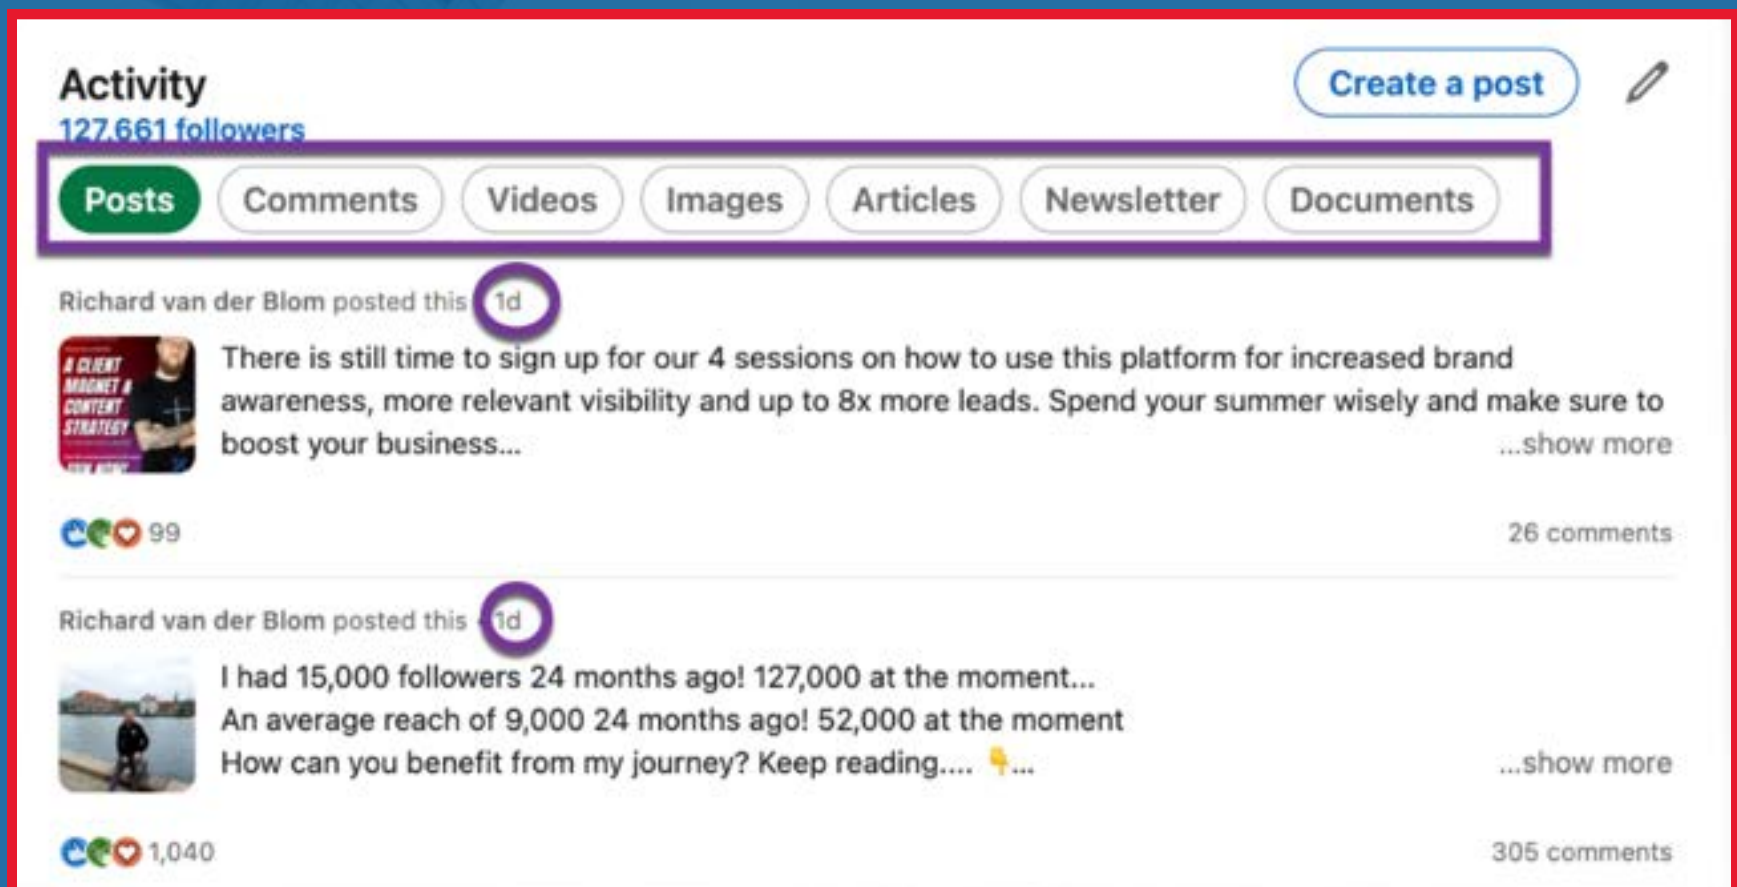 Activity
Create a post
127,661 followers
Posts
Comments
Videos
Images
Articles
Newsletter
Documents
Richard van der Blom posted this
1d
A CLIENT
MAGNET &
CONTENT
STRATEGY
There is still time to sign up for our 4 sessions on how to use this platform for increased brand
awareness, more relevant visibility and up to 8x more leads. Spend your summer wisely and make sure to
boost your business...
...show more
99
26 comments
Richard van der Blom posted this •
1d
I had 15,000 followers 24 months ago! 127,000 at the moment...
An average reach of 9,000 24 months ago! 52,000 at the moment
How can you benefit from my journey? Keep reading.... 👇...
...show more
1,040
305 comments